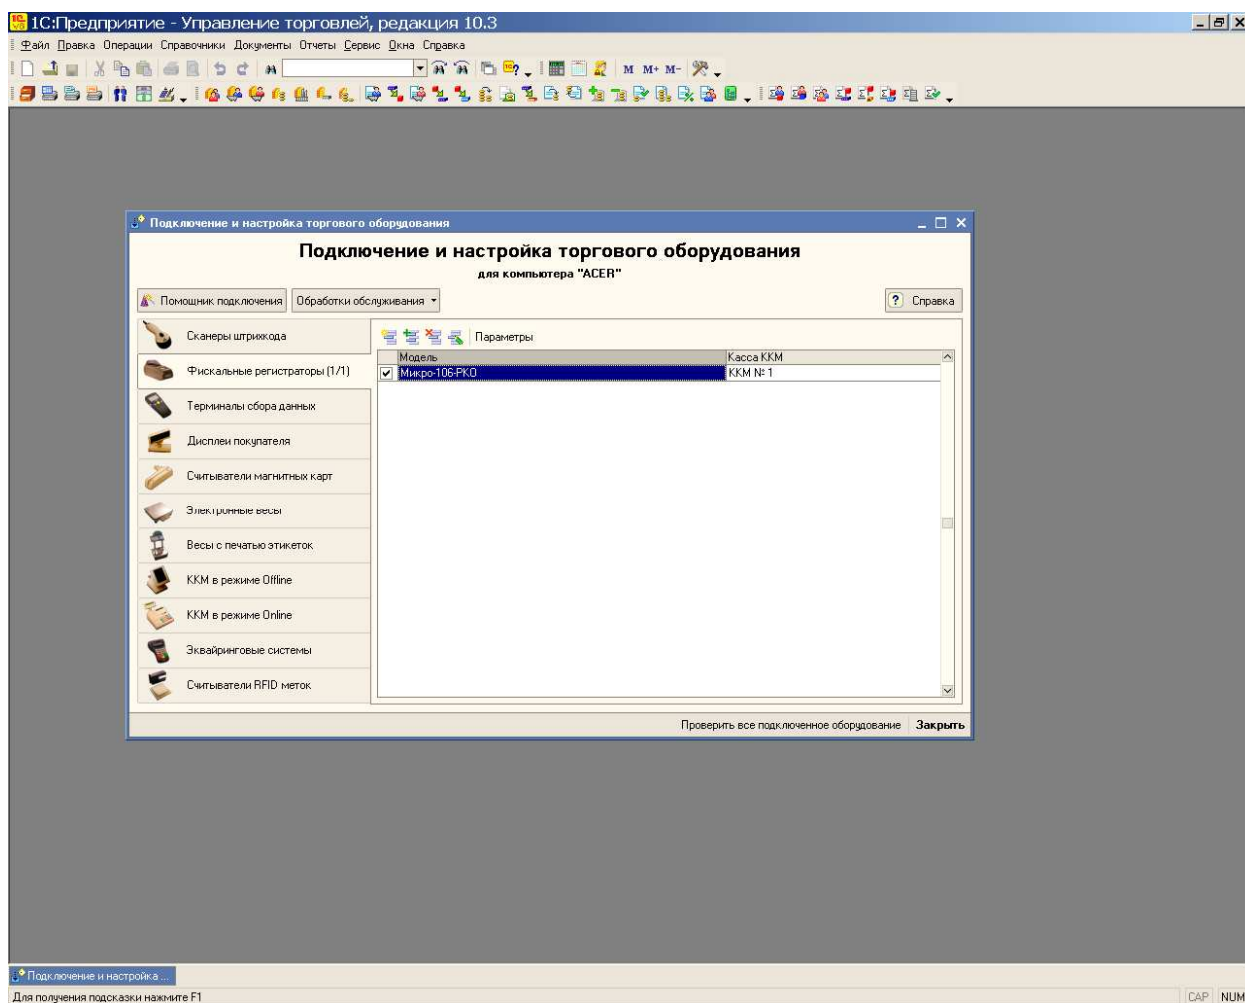 1С:Предприятие - Управление торговлей, редакция 10.3
Файл Правка Операции Справочники Документы Отчеты Сервис Окна Справка
M M+ M-
Подключение и настройка торгового оборудования
Подключение и настройка торгового оборудования
для компьютера "ACER"
Помощник подключения Обработки обслуживания Справка
Сканеры штрихкода
Фискальные регистраторы (1/1)
Терминалы сбора данных
Дисплеи покупателя
Считыватели магнитных карт
Электронные весы
Весы с печатью этикеток
ККМ в режиме Offline
ККМ в режиме Online
Эквайринговые системы
Считыватели RFID меток
Параметры
Модель Касса ККМ
Микро-106-РКО ККМ № 1
Проверить все подключенное оборудование Закрыть
Подключение и настройка ...
Для получения подсказки нажмите F1 CAP NUM